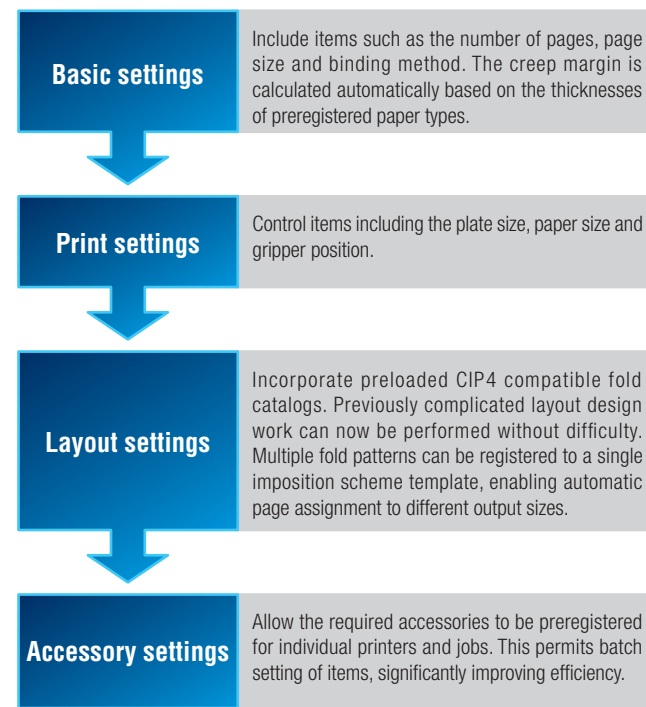 Basic settings
Include items such as the number of pages, page
size and binding method. The creep margin is
calculated automatically based on the thicknesses
of preregistered paper types.
Print settings
Control items including the plate size, paper size and
gripper position.
Layout settings
Incorporate preloaded CIP4 compatible fold
catalogs. Previously complicated layout design
work can now be performed without difficulty.
Multiple fold patterns can be registered to a single
imposition scheme template, enabling automatic
page assignment to different output sizes.
Accessory settings
Allow the required accessories to be preregistered
for individual printers and jobs. This permits batch
setting of items, significantly improving efficiency.